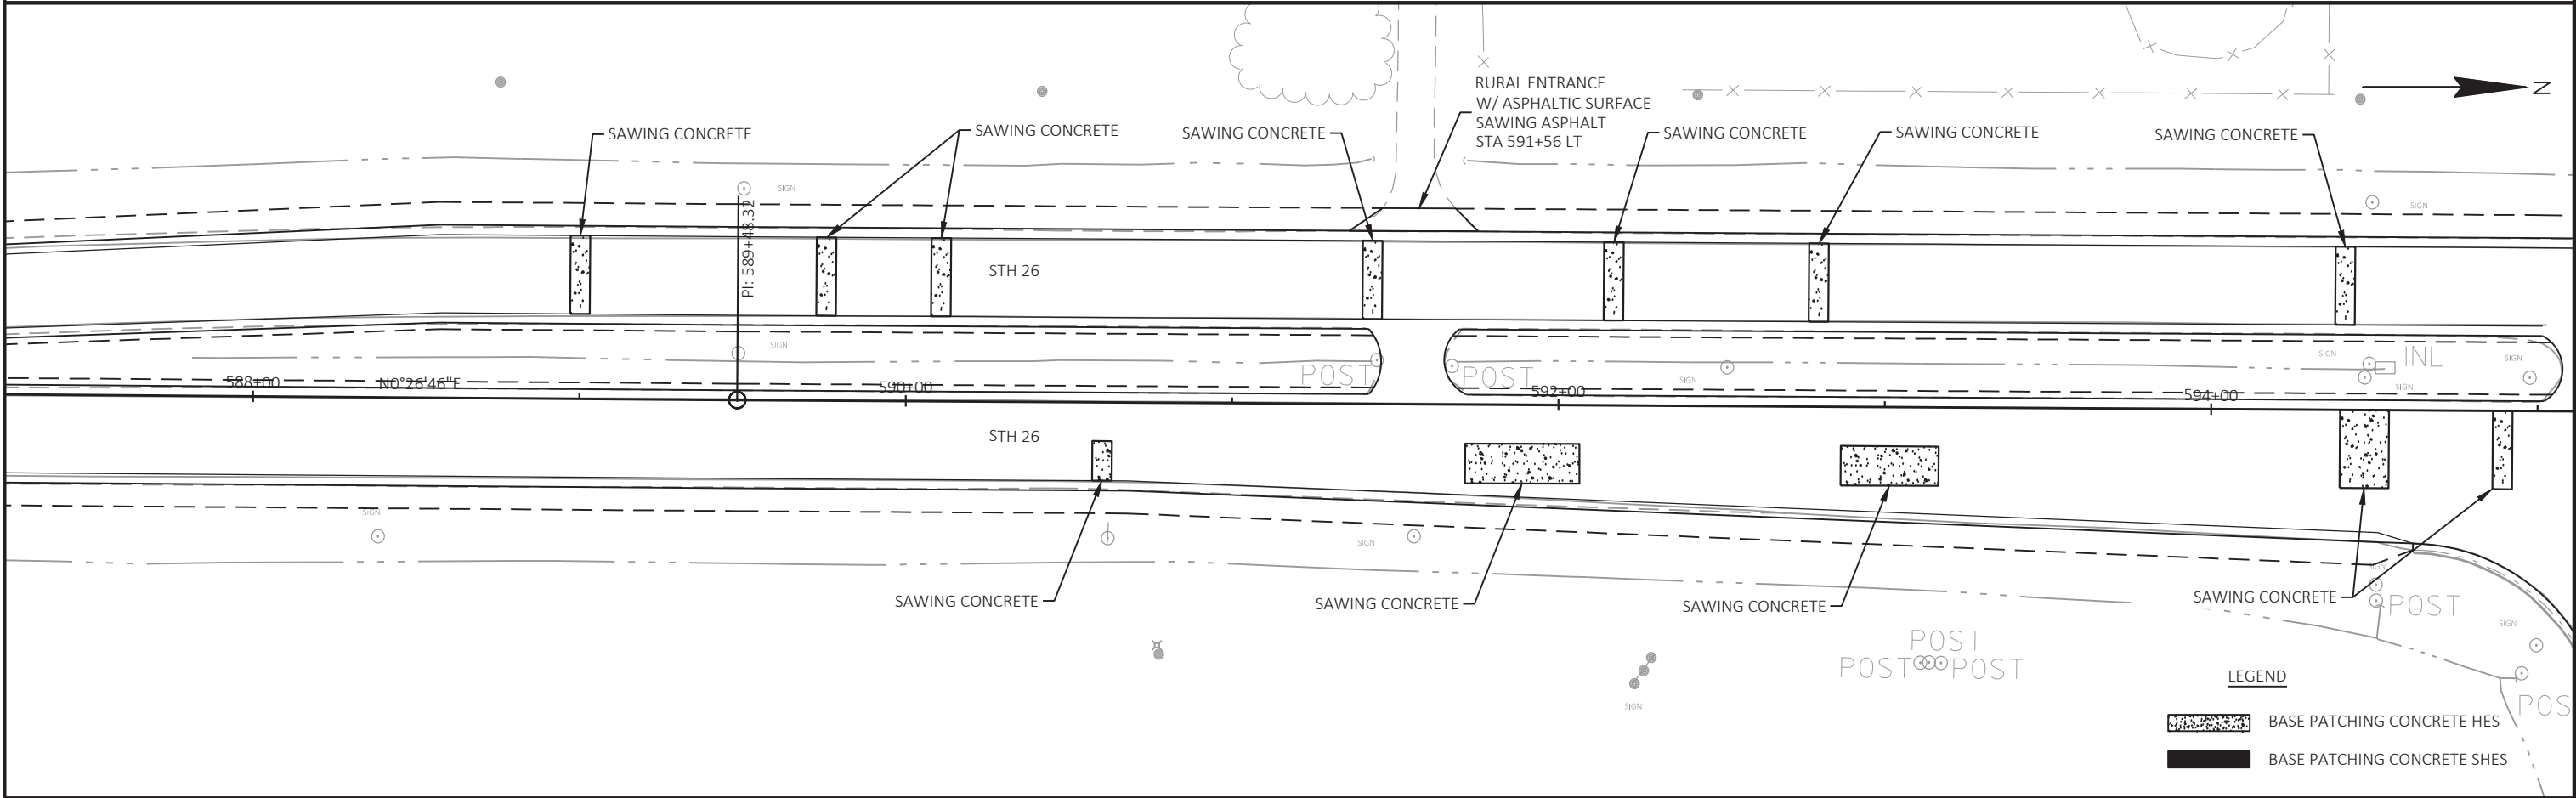 RURAL ENTRANCE
W/ ASPHALTIC SURFACE
SAWING ASPHALT
STA 591+56 LT
N
SAWING CONCRETE
SAWING CONCRETE
SAWING CONCRETE
SAWING CONCRETE
SAWING CONCRETE
SAWING CONCRETE
SIGN
SIGN
PI: 589+48.32
STH 26
SIGN
SIGN
INL
SIGN
POST
POST
SIGN
SIGN
588+00
N0°26'46"E
590+00
592+00
594+00
STH 26
SIGN
SIGN
SIGN
SAWING CONCRETE
SAWING CONCRETE
SAWING CONCRETE
SAWING CONCRETE
POST
SIGN
POST
POST
POST
LEGEND
SIGN
POS
BASE PATCHING CONCRETE HES
BASE PATCHING CONCRETE SHES